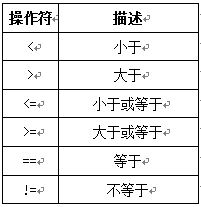 操作符 描述
< 小于
> 大于
<= 小于或等于
>= 大于或等于
== 等于
!= 不等于